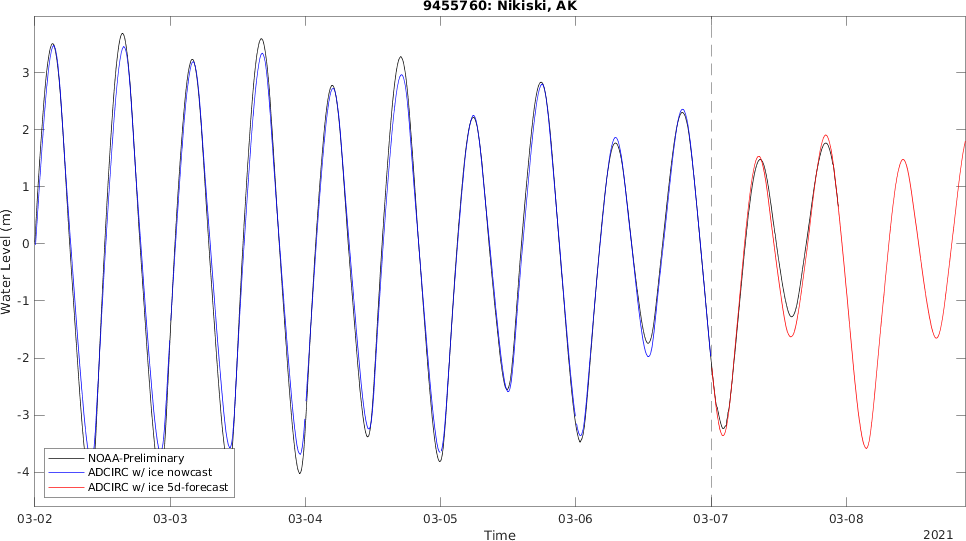 9455760: Nikiski, AK
Water Level (m)
3
2
1
0
-1
-2
-3
-4
NOAA-Preliminary
ADCIRC w/ ice nowcast
ADCIRC w/ ice 5d-forecast
03-02 03-03 03-04 03-05 03-06 03-07 03-08
Time
2021